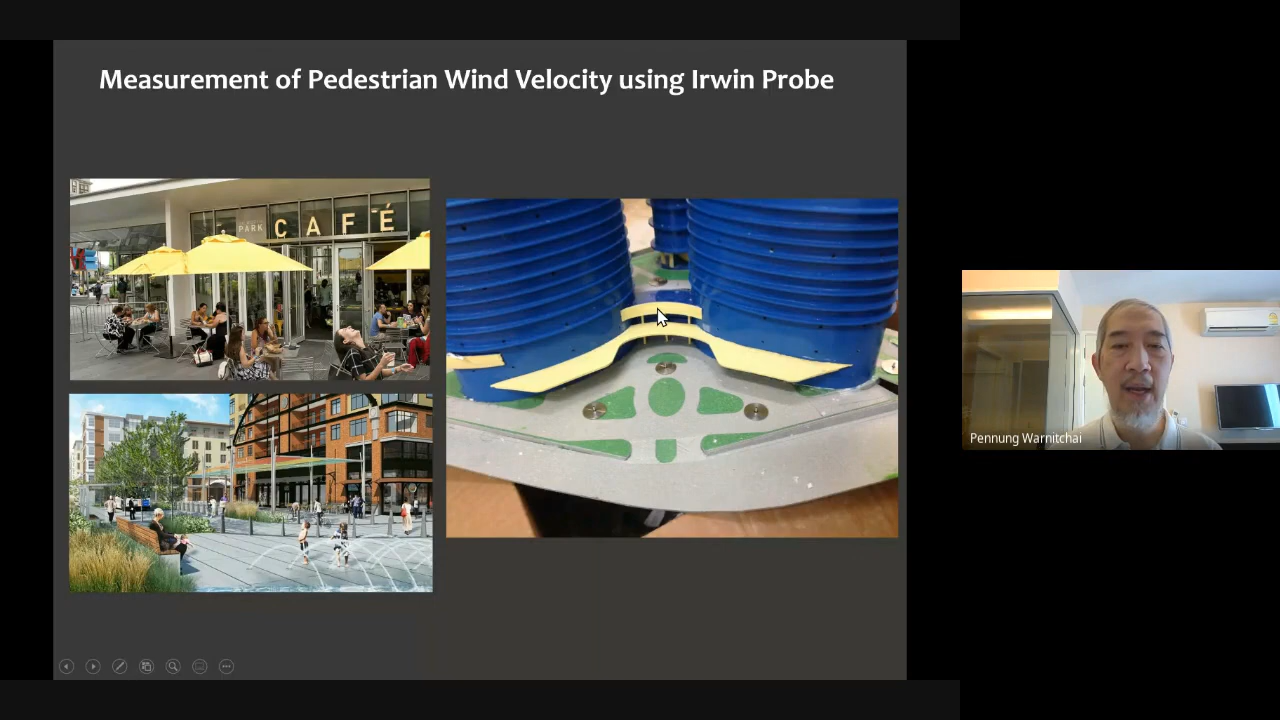 Measurement of Pedestrian Wind Velocity using Irwin Probe
PARK CAFÉ
Pennung Warnitchai